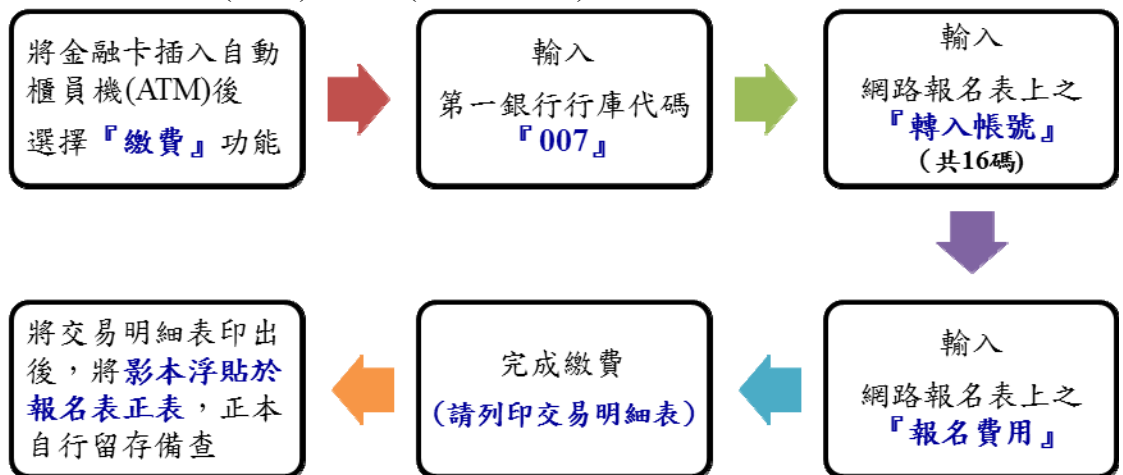 將金融卡插入自動
櫃員機(ATM)後
選擇『繳費』功能
輸入
第一銀行行庫代碼
『007』
輸入
網路報名表上之
『轉入帳號』
（共16碼)
輸入
網路報名表上之
『報名費用』
完成繳費
(請列印交易明細表)
將交易明細表印出
後，將影本浮貼於
報名表正表，正本
自行留存備查